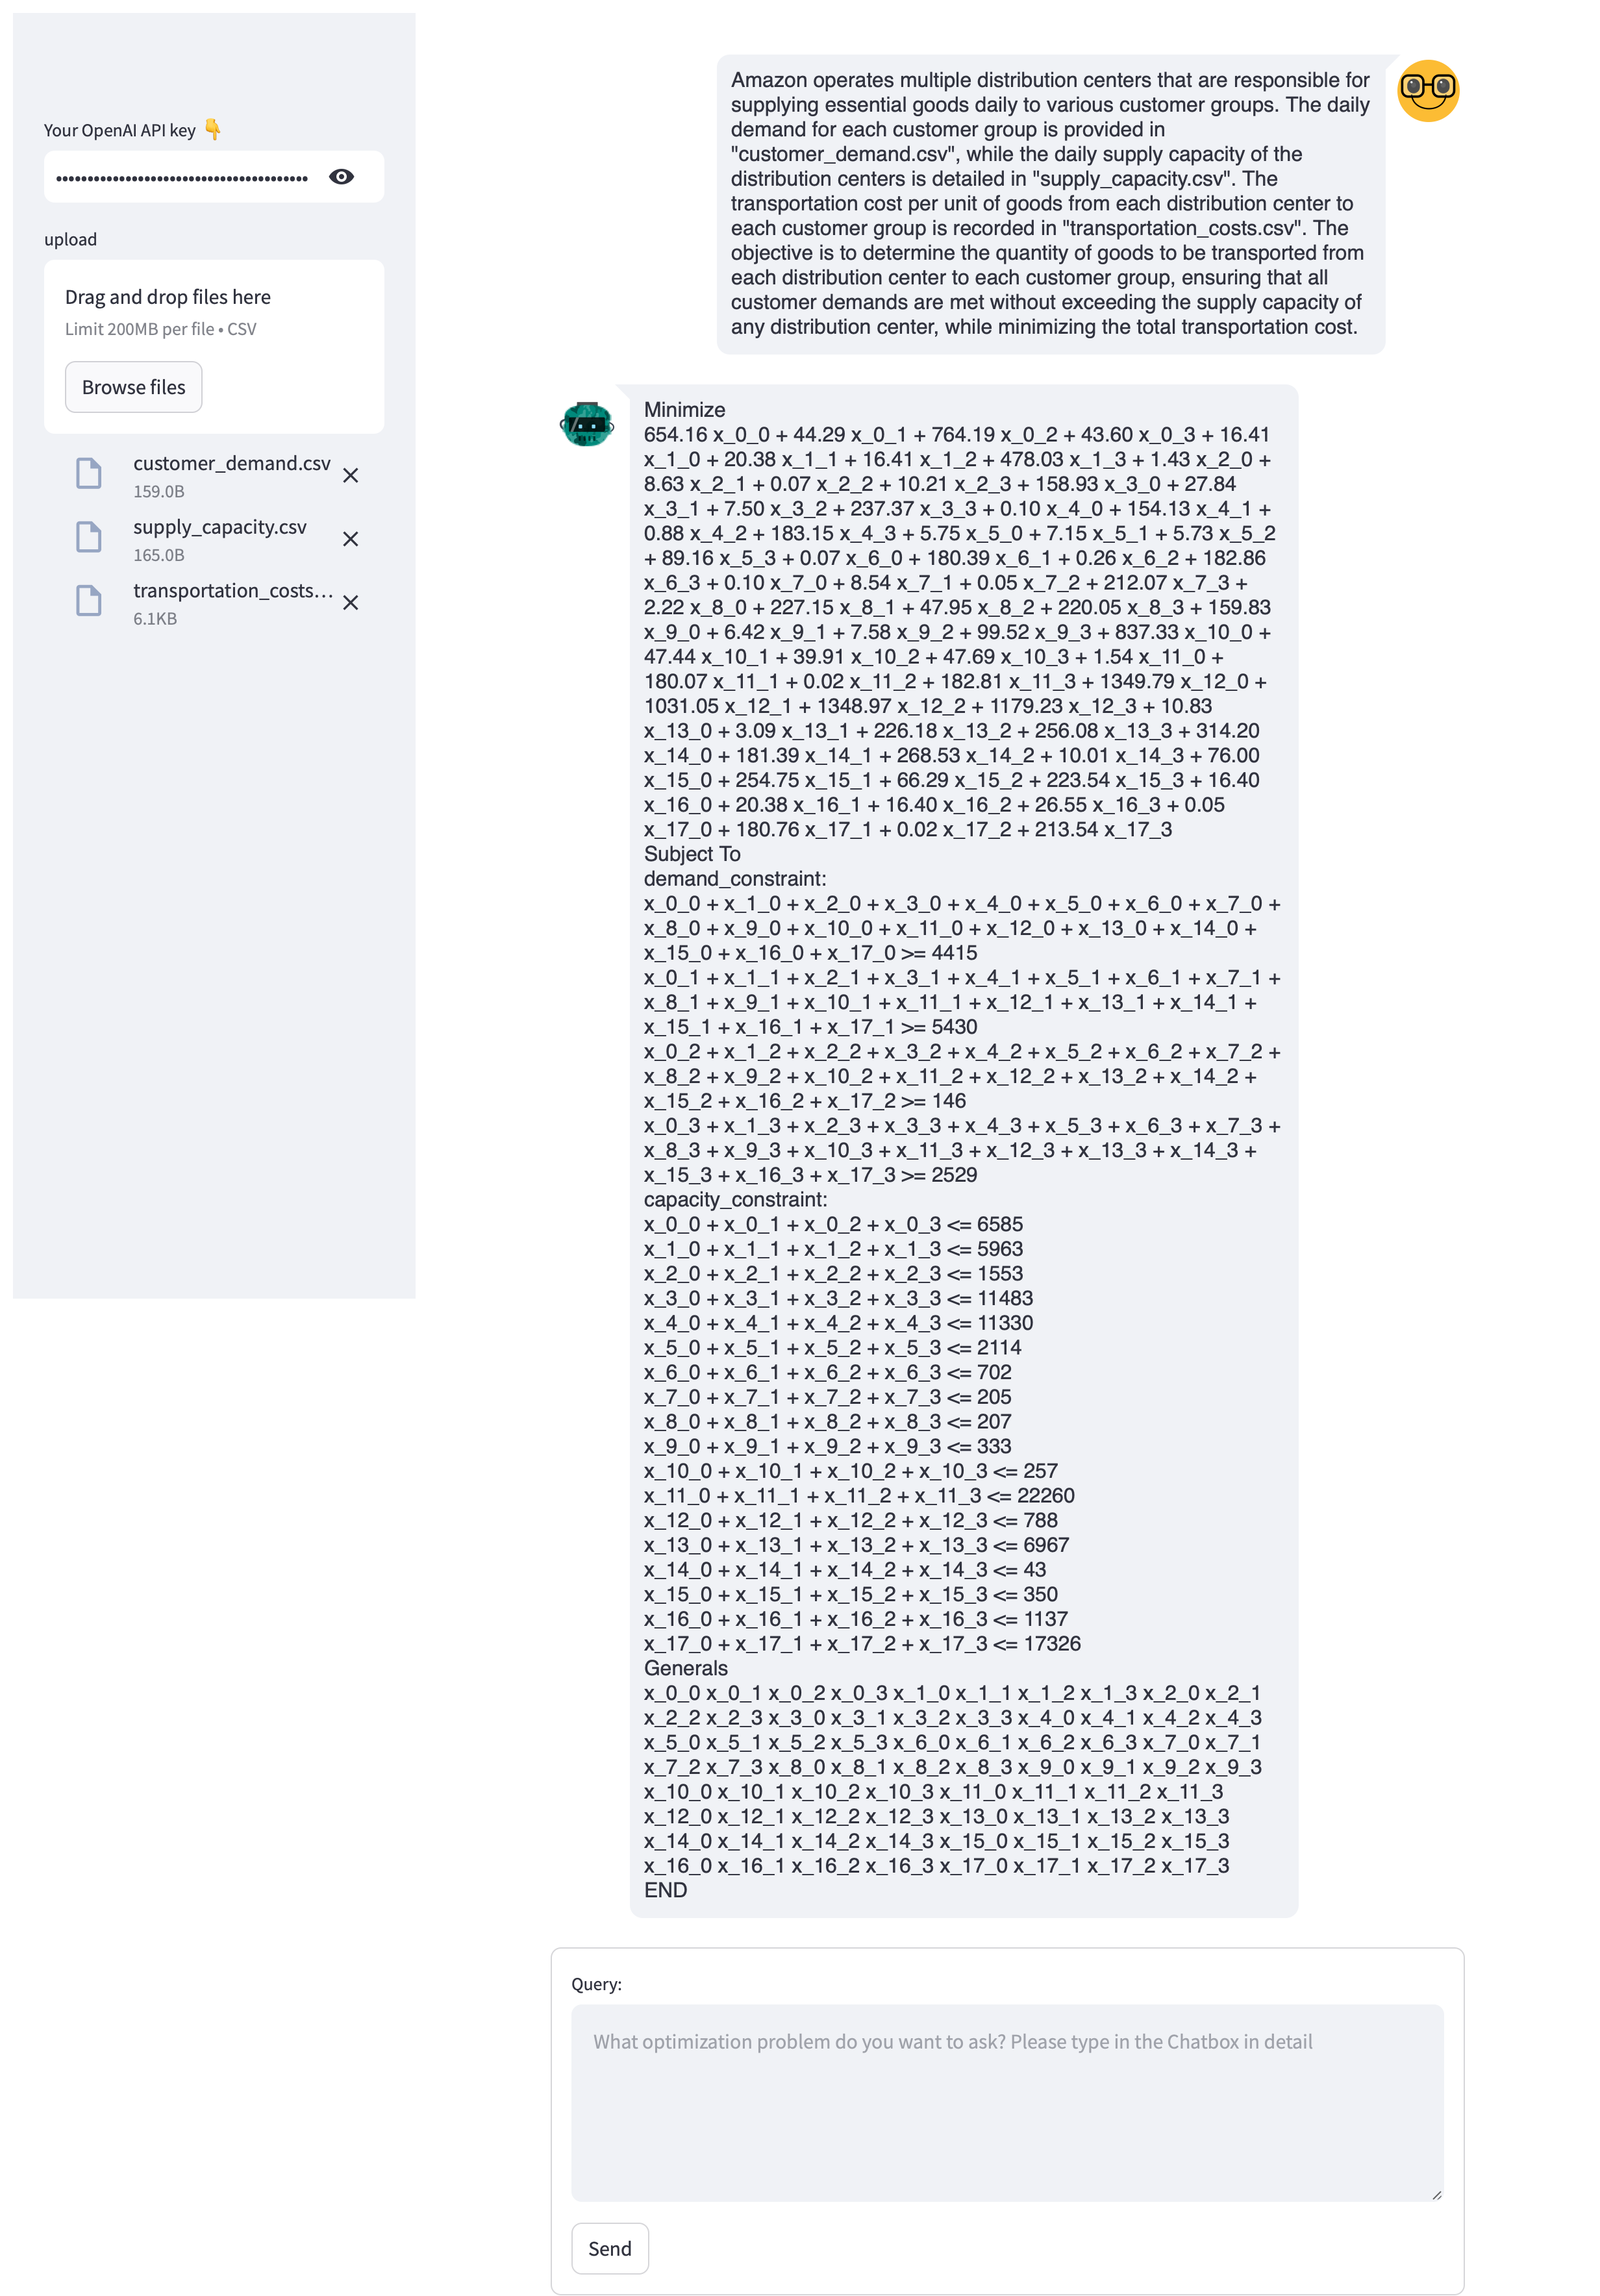 Your OpenAI API key 👇
••••••••••••••••••••••••••••••••••••••••
upload
Drag and drop files here
Limit 200MB per file • CSV
Browse files
customer_demand.csv
159.0B
supply_capacity.csv
165.0B
transportation_costs...
6.1KB
Amazon operates multiple distribution centers that are responsible for
supplying essential goods daily to various customer groups. The daily
demand for each customer group is provided in
"customer_demand.csv", while the daily supply capacity of the
distribution centers is detailed in "supply_capacity.csv". The
transportation cost per unit of goods from each distribution center to
each customer group is recorded in "transportation_costs.csv". The
objective is to determine the quantity of goods to be transported from
each distribution center to each customer group, ensuring that all
customer demands are met without exceeding the supply capacity of
any distribution center, while minimizing the total transportation cost.
Minimize
654.16 x_0_0 + 44.29 x_0_1 + 764.19 x_0_2 + 43.60 x_0_3 + 16.41
x_1_0 + 20.38 x_1_1 + 16.41 x_1_2 + 478.03 x_1_3 + 1.43 x_2_0 +
8.63 x_2_1 + 0.07 x_2_2 + 10.21 x_2_3 + 158.93 x_3_0 + 27.84
x_3_1 + 7.50 x_3_2 + 237.37 x_3_3 + 0.10 x_4_0 + 154.13 x_4_1 +
0.88 x_4_2 + 183.15 x_4_3 + 5.75 x_5_0 + 7.15 x_5_1 + 5.73 x_5_2
+ 89.16 x_5_3 + 0.07 x_6_0 + 180.39 x_6_1 + 0.26 x_6_2 + 182.86
x_6_3 + 0.10 x_7_0 + 8.54 x_7_1 + 0.05 x_7_2 + 212.07 x_7_3 +
2.22 x_8_0 + 227.15 x_8_1 + 47.95 x_8_2 + 220.05 x_8_3 + 159.83
x_9_0 + 6.42 x_9_1 + 7.58 x_9_2 + 99.52 x_9_3 + 837.33 x_10_0 +
47.44 x_10_1 + 39.91 x_10_2 + 47.69 x_10_3 + 1.54 x_11_0 +
180.07 x_11_1 + 0.02 x_11_2 + 182.81 x_11_3 + 1349.79 x_12_0 +
1031.05 x_12_1 + 1348.97 x_12_2 + 1179.23 x_12_3 + 10.83
x_13_0 + 3.09 x_13_1 + 226.18 x_13_2 + 256.08 x_13_3 + 314.20
x_14_0 + 181.39 x_14_1 + 268.53 x_14_2 + 10.01 x_14_3 + 76.00
x_15_0 + 254.75 x_15_1 + 66.29 x_15_2 + 223.54 x_15_3 + 16.40
x_16_0 + 20.38 x_16_1 + 16.40 x_16_2 + 26.55 x_16_3 + 0.05
x_17_0 + 180.76 x_17_1 + 0.02 x_17_2 + 213.54 x_17_3
Subject To
demand_constraint:
x_0_0 + x_1_0 + x_2_0 + x_3_0 + x_4_0 + x_5_0 + x_6_0 + x_7_0 +
x_8_0 + x_9_0 + x_10_0 + x_11_0 + x_12_0 + x_13_0 + x_14_0 +
x_15_0 + x_16_0 + x_17_0 >= 4415
x_0_1 + x_1_1 + x_2_1 + x_3_1 + x_4_1 + x_5_1 + x_6_1 + x_7_1 +
x_8_1 + x_9_1 + x_10_1 + x_11_1 + x_12_1 + x_13_1 + x_14_1 +
x_15_1 + x_16_1 + x_17_1 >= 5430
x_0_2 + x_1_2 + x_2_2 + x_3_2 + x_4_2 + x_5_2 + x_6_2 + x_7_2 +
x_8_2 + x_9_2 + x_10_2 + x_11_2 + x_12_2 + x_13_2 + x_14_2 +
x_15_2 + x_16_2 + x_17_2 >= 146
x_0_3 + x_1_3 + x_2_3 + x_3_3 + x_4_3 + x_5_3 + x_6_3 + x_7_3 +
x_8_3 + x_9_3 + x_10_3 + x_11_3 + x_12_3 + x_13_3 + x_14_3 +
x_15_3 + x_16_3 + x_17_3 >= 2529
capacity_constraint:
x_0_0 + x_0_1 + x_0_2 + x_0_3 <= 6585
x_1_0 + x_1_1 + x_1_2 + x_1_3 <= 5963
x_2_0 + x_2_1 + x_2_2 + x_2_3 <= 1553
x_3_0 + x_3_1 + x_3_2 + x_3_3 <= 11483
x_4_0 + x_4_1 + x_4_2 + x_4_3 <= 11330
x_5_0 + x_5_1 + x_5_2 + x_5_3 <= 2114
x_6_0 + x_6_1 + x_6_2 + x_6_3 <= 702
x_7_0 + x_7_1 + x_7_2 + x_7_3 <= 205
x_8_0 + x_8_1 + x_8_2 + x_8_3 <= 207
x_9_0 + x_9_1 + x_9_2 + x_9_3 <= 333
x_10_0 + x_10_1 + x_10_2 + x_10_3 <= 257
x_11_0 + x_11_1 + x_11_2 + x_11_3 <= 22260
x_12_0 + x_12_1 + x_12_2 + x_12_3 <= 788
x_13_0 + x_13_1 + x_13_2 + x_13_3 <= 6967
x_14_0 + x_14_1 + x_14_2 + x_14_3 <= 43
x_15_0 + x_15_1 + x_15_2 + x_15_3 <= 350
x_16_0 + x_16_1 + x_16_2 + x_16_3 <= 1137
x_17_0 + x_17_1 + x_17_2 + x_17_3 <= 17326
Generals
x_0_0 x_0_1 x_0_2 x_0_3 x_1_0 x_1_1 x_1_2 x_1_3 x_2_0 x_2_1
x_2_2 x_2_3 x_3_0 x_3_1 x_3_2 x_3_3 x_4_0 x_4_1 x_4_2 x_4_3
x_5_0 x_5_1 x_5_2 x_5_3 x_6_0 x_6_1 x_6_2 x_6_3 x_7_0 x_7_1
x_7_2 x_7_3 x_8_0 x_8_1 x_8_2 x_8_3 x_9_0 x_9_1 x_9_2 x_9_3
x_10_0 x_10_1 x_10_2 x_10_3 x_11_0 x_11_1 x_11_2 x_11_3
x_12_0 x_12_1 x_12_2 x_12_3 x_13_0 x_13_1 x_13_2 x_13_3
x_14_0 x_14_1 x_14_2 x_14_3 x_15_0 x_15_1 x_15_2 x_15_3
x_16_0 x_16_1 x_16_2 x_16_3 x_17_0 x_17_1 x_17_2 x_17_3
END
Query:
What optimization problem do you want to ask? Please type in the Chatbox in detail
Send